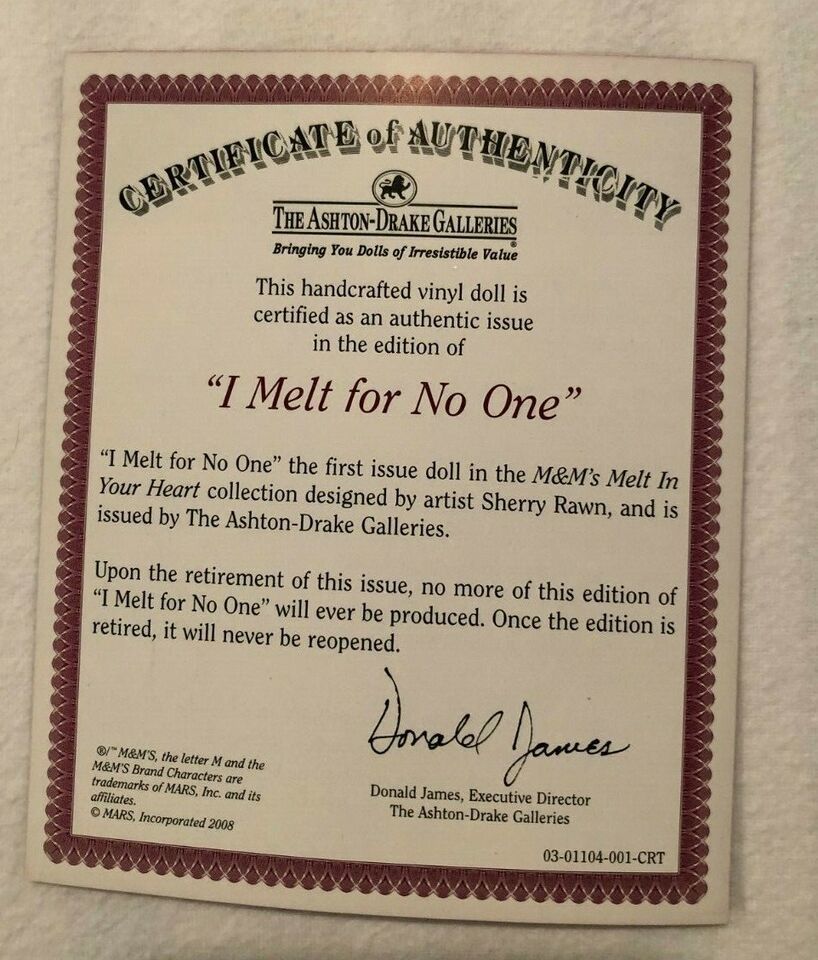 CERTIFICATE of AUTHENTICITY
THE ASHTON-DRAKE GALLERIES
®
Bringing You Dolls of Irresistible Value
This handcrafted vinyl doll is
certified as an authentic issue
in the edition of
“I Melt for No One”
“I Melt for No One” the first issue doll in the M&M's Melt In
Your Heart collection designed by artist Sherry Rawn, and is
issued by The Ashton-Drake Galleries.
Upon the retirement of this issue, no more of this edition of
“I Melt for No One” will ever be produced. Once the edition is
retired, it will never be reopened.
Donald James
®/™ M&M'S, the letter M and the
M&M'S Brand Characters are
trademarks of MARS, Inc. and its
affiliates.
© MARS, Incorporated 2008
Donald James, Executive Director
The Ashton-Drake Galleries
03-01104-001-CRT